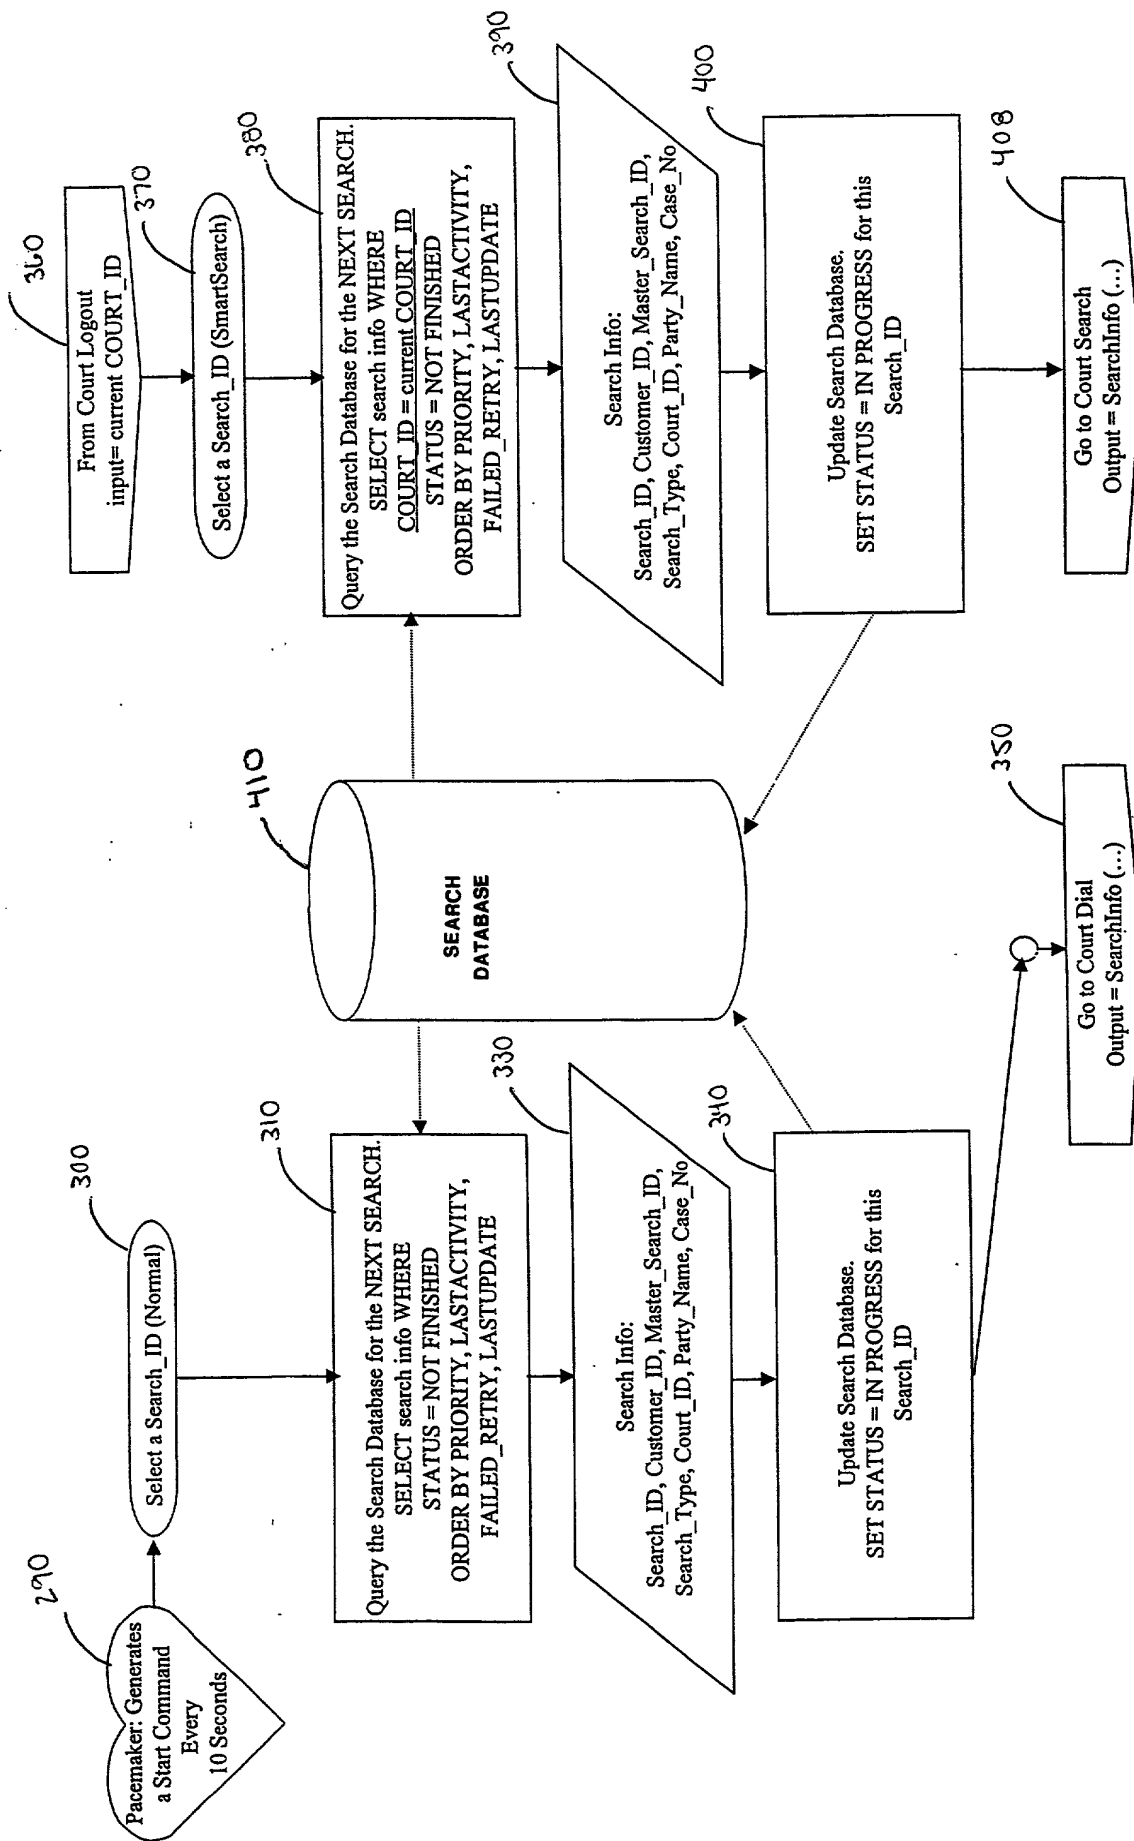 290
Pacemaker: Generates
a Start Command
Every
10 Seconds
300
Select a Search_ID (Normal)
310
Query the Search Database for the NEXT SEARCH.
SELECT search info WHERE
STATUS = NOT FINISHED
ORDER BY PRIORITY, LASTACTIVITY,
FAILED_RETRY, LASTUPDATE
330
Search Info:
Search_ID, Customer_ID, Master_Search_ID,
Search_Type, Court_ID, Party_Name, Case_No
340
Update Search Database.
SET STATUS = IN PROGRESS for this
Search_ID
350
Go to Court Dial
Output = SearchInfo (...)
410
SEARCH
DATABASE
360
From Court Logout
input= current COURT_ID
370
Select a Search_ID (SmartSearch)
380
Query the Search Database for the NEXT SEARCH.
SELECT search info WHERE
COURT_ID = current COURT_ID
STATUS = NOT FINISHED
ORDER BY PRIORITY, LASTACTIVITY,
FAILED_RETRY, LASTUPDATE
390
Search Info:
Search_ID, Customer_ID, Master_Search_ID,
Search_Type, Court_ID, Party_Name, Case_No
400
Update Search Database.
SET STATUS = IN PROGRESS for this
Search_ID
408
Go to Court Search
Output = SearchInfo (...)